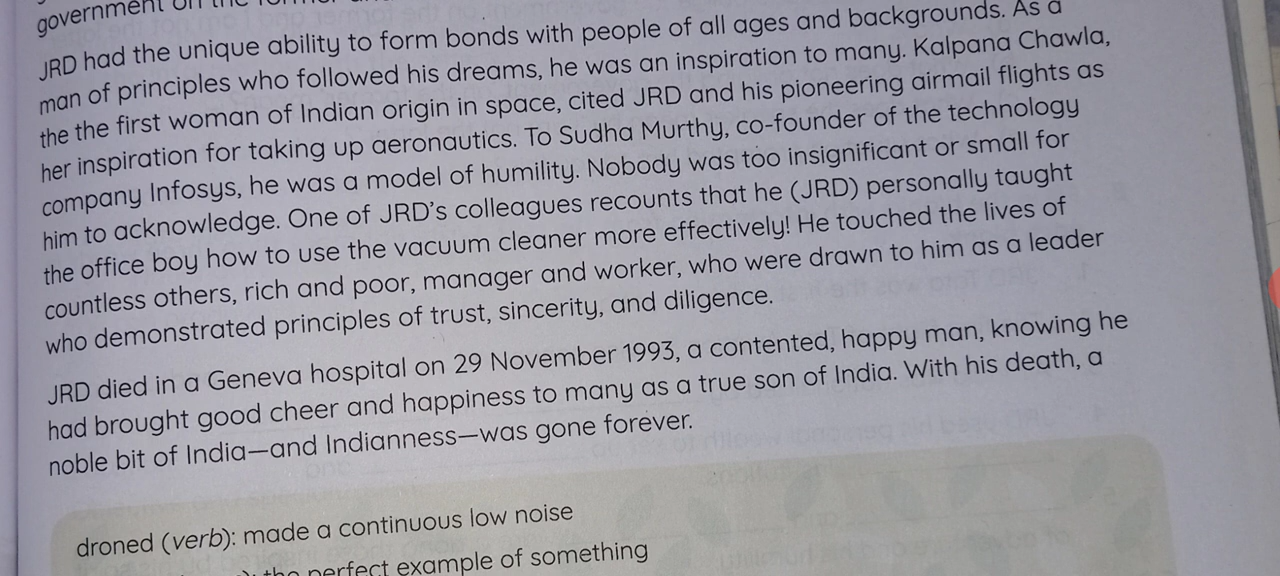 government on the
JRD had the unique ability to form bonds with people of all ages and backgrounds. As a
man of principles who followed his dreams, he was an inspiration to many. Kalpana Chawla,
the the first woman of Indian origin in space, cited JRD and his pioneering airmail flights as
her inspiration for taking up aeronautics. To Sudha Murthy, co-founder of the technology
company Infosys, he was a model of humility. Nobody was too insignificant or small for
him to acknowledge. One of JRD's colleagues recounts that he (JRD) personally taught
the office boy how to use the vacuum cleaner more effectively! He touched the lives of
countless others, rich and poor, manager and worker, who were drawn to him as a leader
who demonstrated principles of trust, sincerity, and diligence.
JRD died in a Geneva hospital on 29 November 1993, a contented, happy man, knowing he
had brought good cheer and happiness to many as a true son of India. With his death, a
noble bit of India—and Indianness—was gone forever.
droned (verb): made a continuous low noise
the perfect example of something